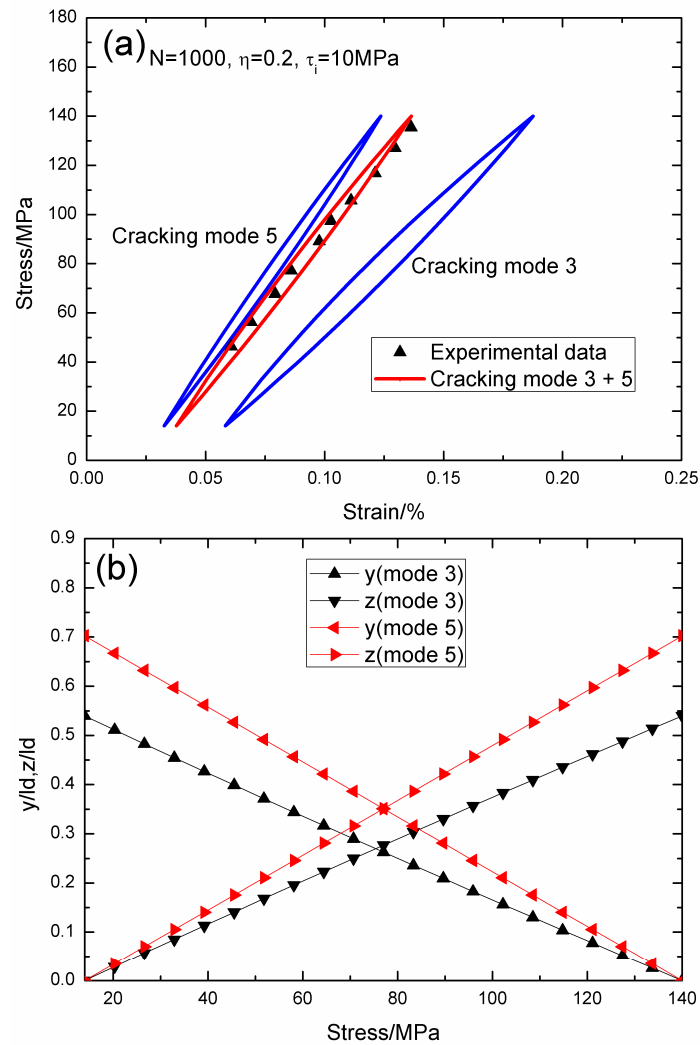 (a)
N=1000, η=0.2, τi=10MPa
180
160
140
120
100
80
60
40
20
0
Stress/MPa
Cracking mode 5
Cracking mode 3
Experimental data
Cracking mode 3 + 5
0.00 0.05 0.10 0.15 0.20 0.25
Strain/%
(b)
0.9
0.8
0.7
0.6
0.5
0.4
0.3
0.2
0.1
0.0
y/ld,z/ld
y(mode 3)
z(mode 3)
y(mode 5)
z(mode 5)
20 40 60 80 100 120 140
Stress/MPa